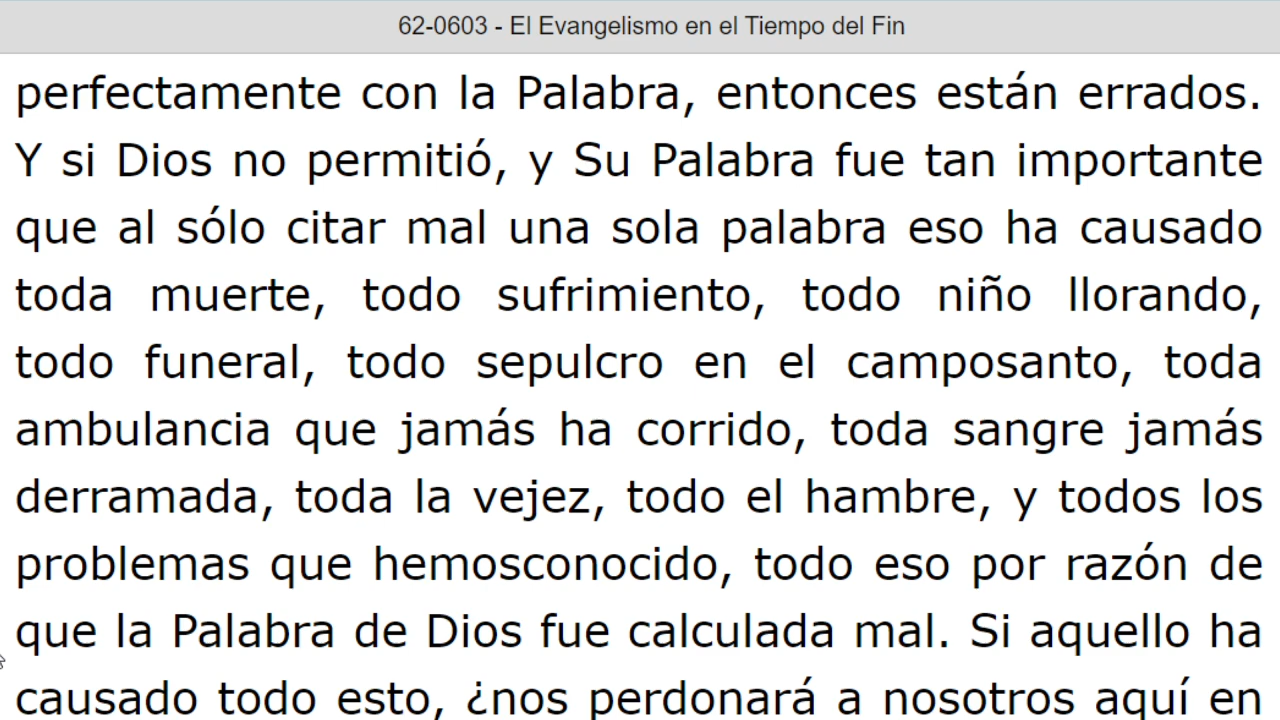 62-0603 - El Evangelismo en el Tiempo del Fin
perfectamente con la Palabra, entonces están errados.
Y si Dios no permitió, y Su Palabra fue tan importante
que al sólo citar mal una sola palabra eso ha causado
toda muerte, todo sufrimiento, todo niño llorando,
todo funeral, todo sepulcro en el camposanto, toda
ambulancia que jamás ha corrido, toda sangre jamás
derramada, toda la vejez, todo el hambre, y todos los
problemas que hemosconocido, todo eso por razón de
que la Palabra de Dios fue calculada mal. Si aquello ha
causado todo esto, ¿nos perdonará a nosotros aquí en